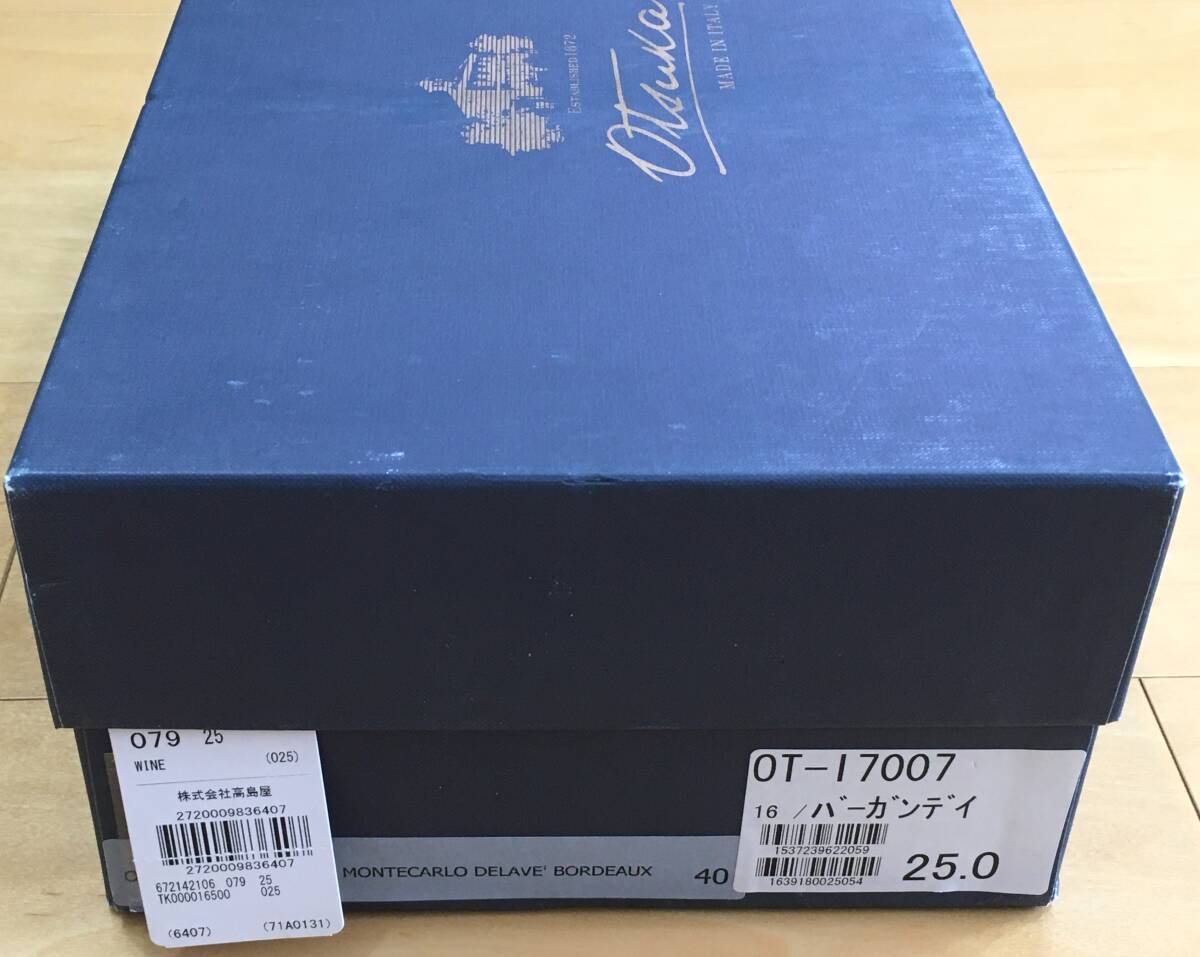 ESTABLISHED 1872
Otsuka
MADE IN ITALY
079 25
WINE (025)
株式会社高島屋
2720009836407
2720009836407
672142106 079 25
TK000016500 025
(6407) (71A0131)
MONTECARLO DELAVE' BORDEAUX 40
OT-I7007
16 /バーガンデイ
1537239622059
1639180025054
25.0